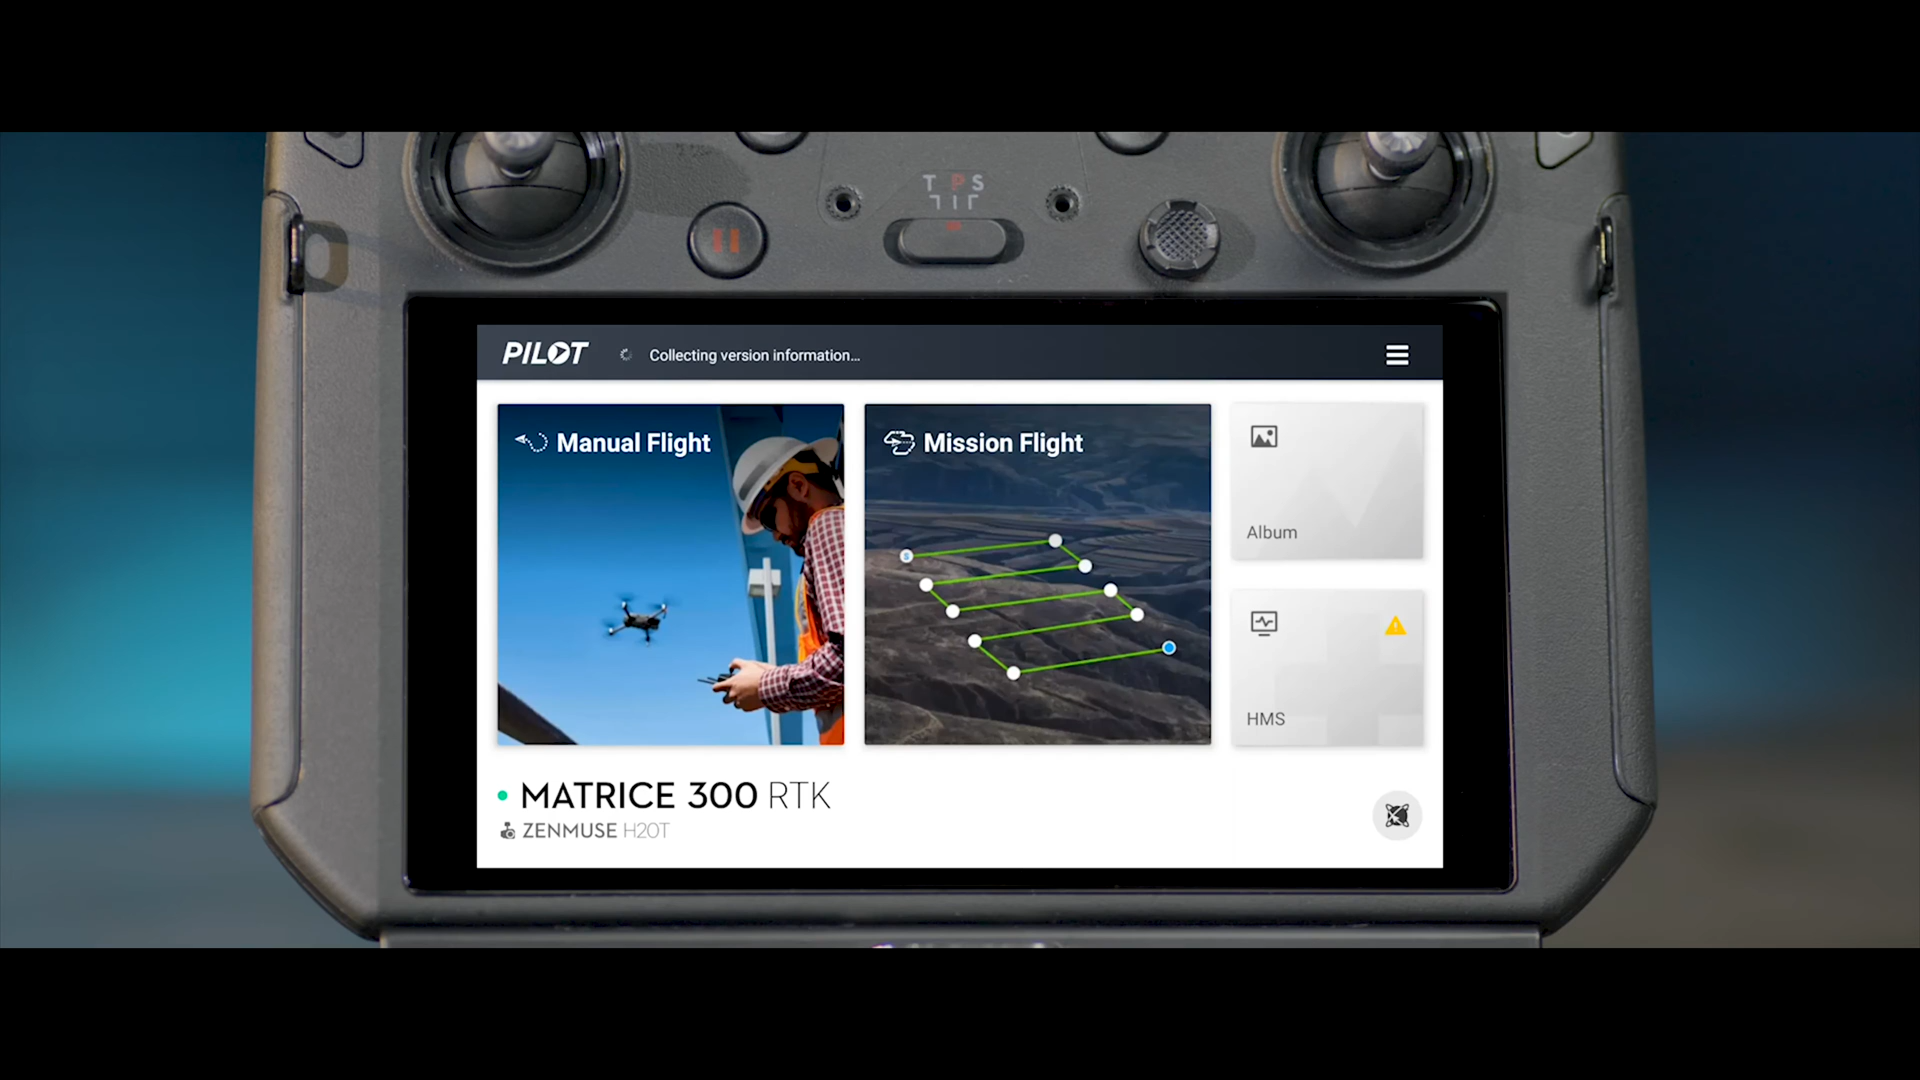 T P S
PILOT
Collecting version information...
Manual Flight
Mission Flight
Album
HMS
MATRICE 300 RTK
ZENMUSE H20T